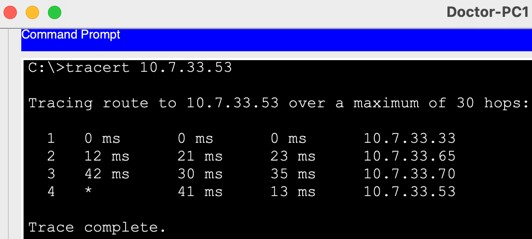 Doctor-PC1
Command Prompt
C:\>tracert 10.7.33.53
Tracing route to 10.7.33.53 over a maximum of 30 hops:
1 0 ms 0 ms 0 ms 10.7.33.33
2 12 ms 21 ms 23 ms 10.7.33.65
3 42 ms 30 ms 35 ms 10.7.33.70
4 * 41 ms 13 ms 10.7.33.53
Trace complete.